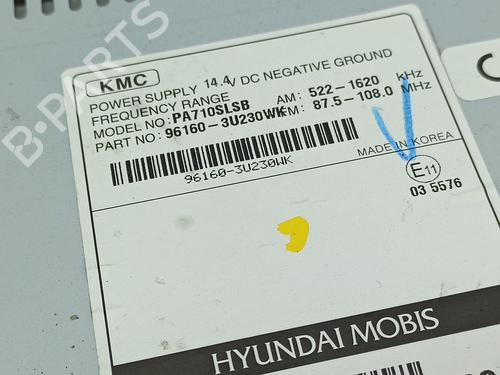 B-PARTS
KMC
POWER SUPPLY 14.4V DC NEGATIVE GROUND
FREQUENCY RANGE AM: 522-1620 kHz
MODEL NO: PA710SLSB FM: 87.5-108.0 MHz
PART NO: 96160-3U230WK
96160-3U230WK
MADE IN KOREA
E11
03 5576
HYUNDAI MOBIS